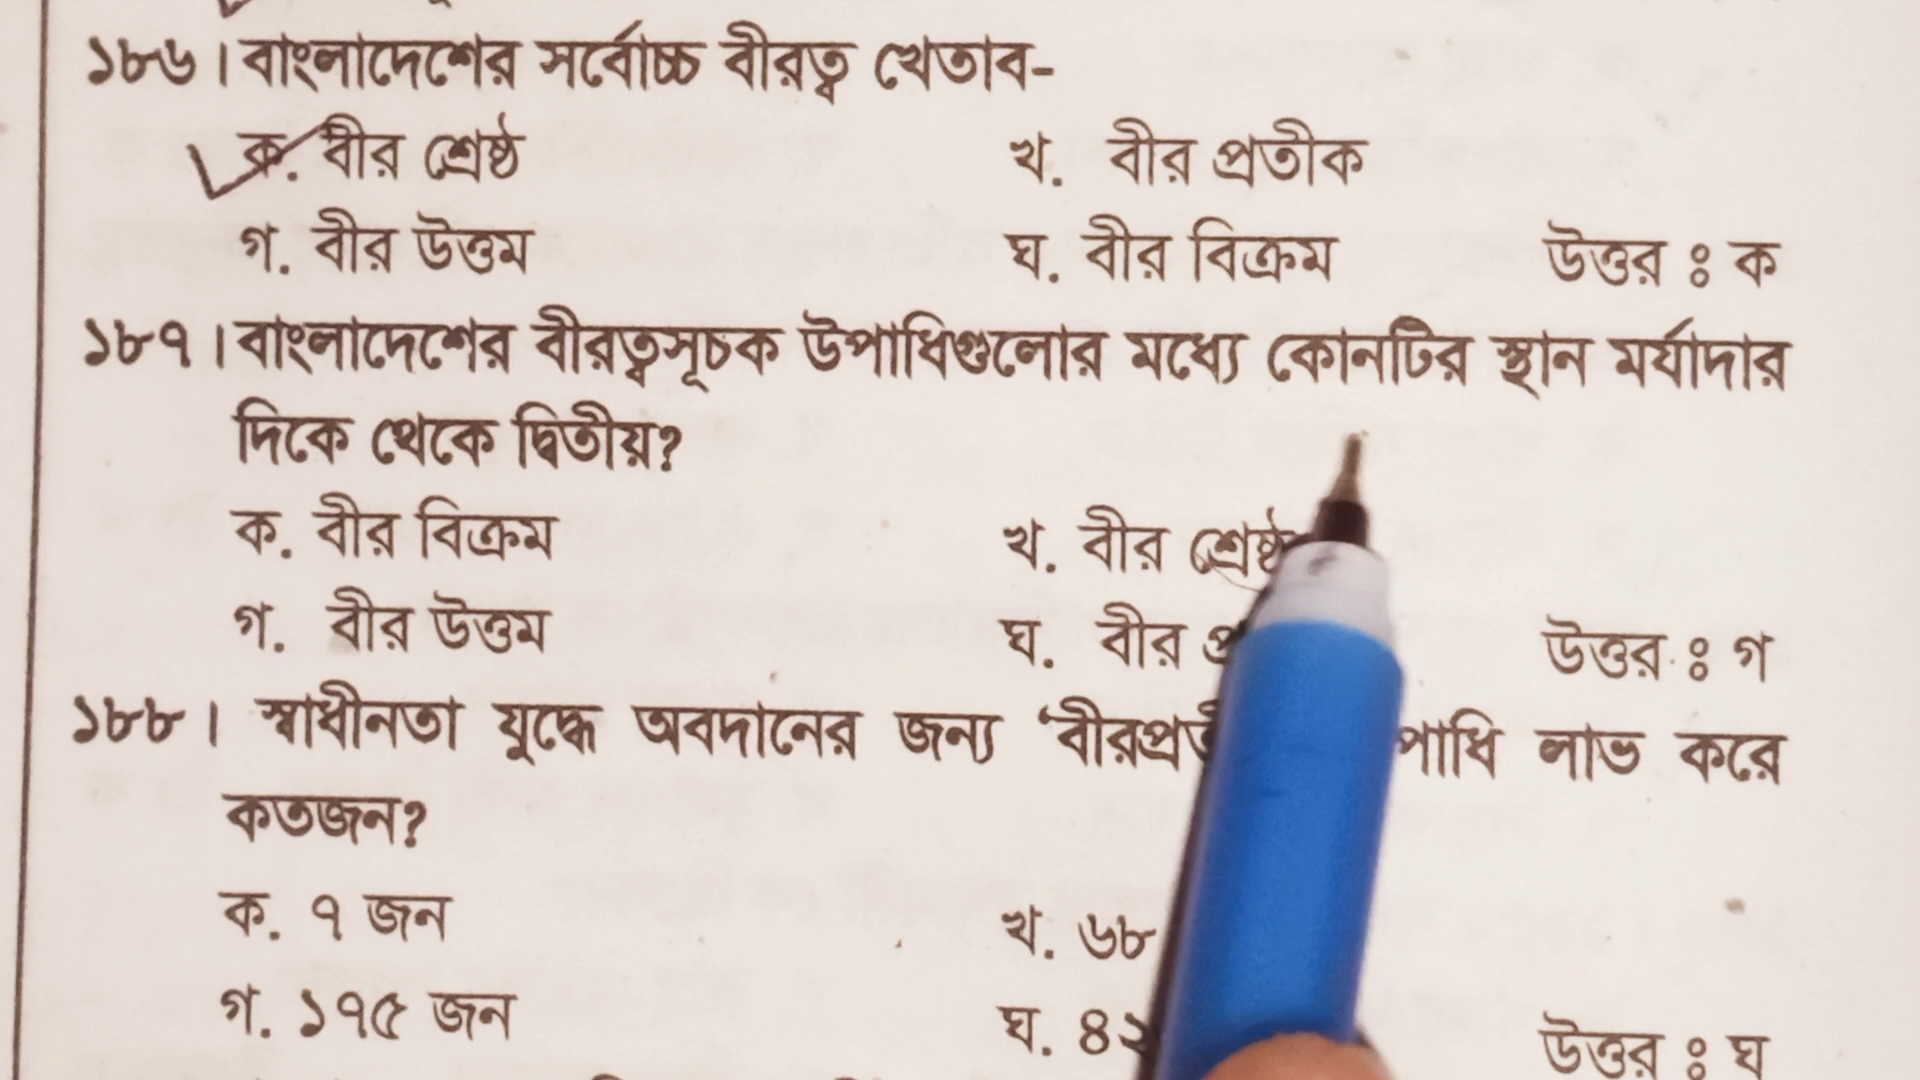 ১৮৬। বাংলাদেশের সর্বোচ্চ বীরত্ব খেতাব-
ক. বীর শ্রেষ্ঠ খ. বীর প্রতীক
গ. বীর উত্তম ঘ. বীর বিক্রম উত্তর ঃ ক
১৮৭। বাংলাদেশের বীরত্বসূচক উপাধিগুলোর মধ্যে কোনটির স্থান মর্যাদার
দিকে থেকে দ্বিতীয়?
ক. বীর বিক্রম খ. বীর শ্রেষ্ঠ
গ. বীর উত্তম ঘ. বীর উত্তর ঃ গ
১৮৮। স্বাধীনতা যুদ্ধে অবদানের জন্য লাভ করে
কতজন?
ক. ৭ জন খ. ৬৮
গ. ১৭৫ জন ঘ. ৪২ উত্তর ঃ ঘ